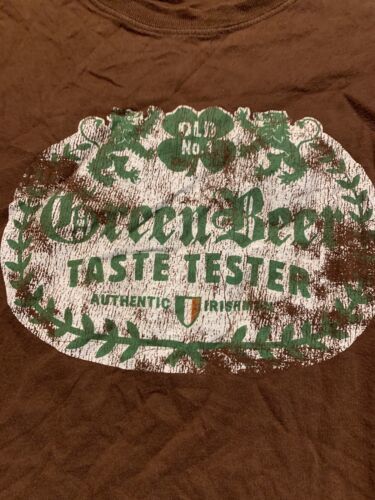 OLD
No.
Green Beer
TASTE TESTER
AUTHENTIC IRISH